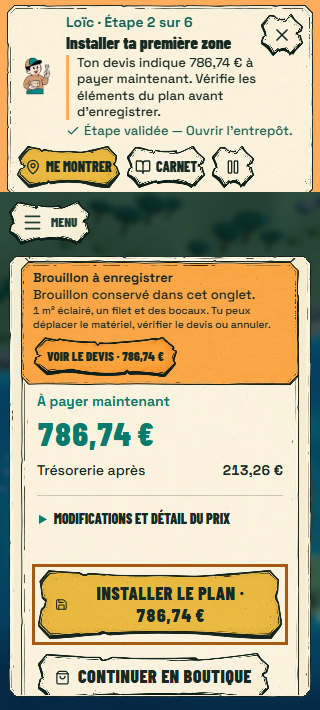 Loïc · Étape 2 sur 6
Installer ta première zone
Ton devis indique 786,74 € à
payer maintenant. Vérifie les
éléments du plan avant
d'enregistrer.
Étape validée — Ouvrir l'entrepôt.
ME MONTRER
CARNET
MENU
Brouillon à enregistrer
Brouillon conservé dans cet onglet.
1 m² éclairé, un filet et des bocaux. Tu peux
déplacer le matériel, vérifier le devis ou annuler.
VOIR LE DEVIS · 786,74 €
À payer maintenant
786,74 €
Trésorerie après 213,26 €
MODIFICATIONS ET DÉTAIL DU PRIX
INSTALLER LE PLAN ·
786,74 €
CONTINUER EN BOUTIQUE